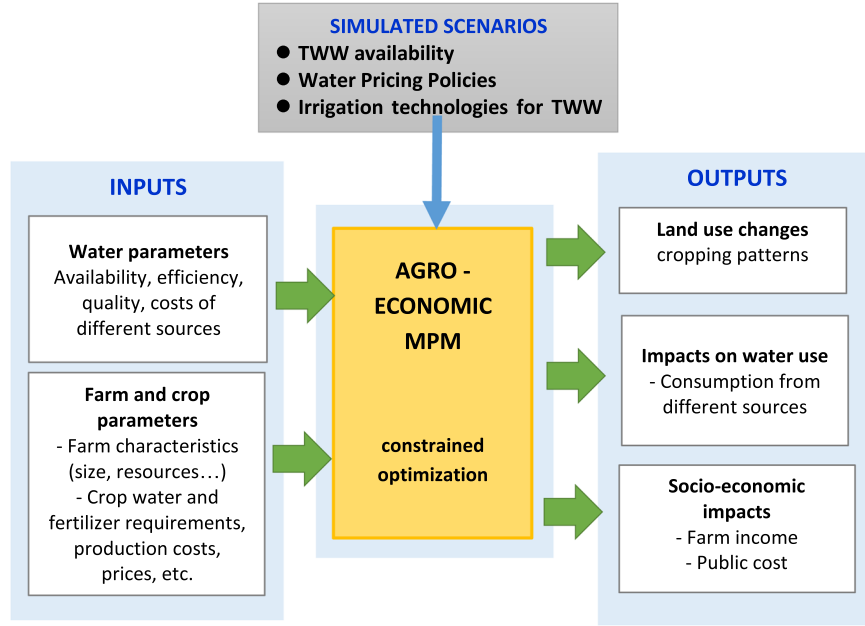 SIMULATED SCENARIOS
● TWW availability
● Water Pricing Policies
● Irrigation technologies for TWW
INPUTS
Water parameters
Availability, efficiency,
quality, costs of
different sources
Farm and crop
parameters
- Farm characteristics
(size, resources…)
- Crop water and
fertilizer requirements,
production costs,
prices, etc.
AGRO -
ECONOMIC
MPM
constrained
optimization
OUTPUTS
Land use changes
cropping patterns
Impacts on water use
- Consumption from
different sources
Socio-economic
impacts
- Farm income
- Public cost